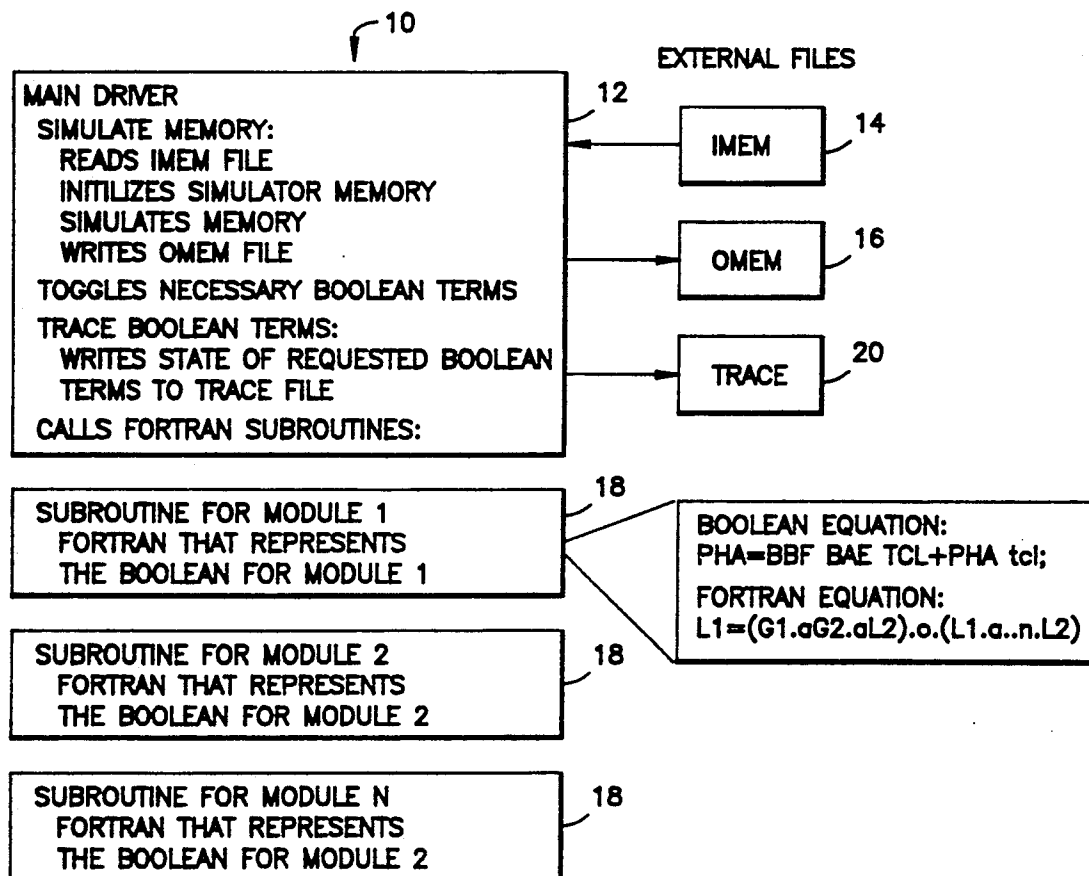 10
EXTERNAL FILES
MAIN DRIVER
SIMULATE MEMORY:
READS IMEM FILE
INITILIZES SIMULATOR MEMORY
SIMULATES MEMORY
WRITES OMEM FILE
TOGGLES NECESSARY BOOLEAN TERMS
TRACE BOOLEAN TERMS:
WRITES STATE OF REQUESTED BOOLEAN
TERMS TO TRACE FILE
CALLS FORTRAN SUBROUTINES:
12
IMEM
14
OMEM
16
TRACE
20
SUBROUTINE FOR MODULE 1
FORTRAN THAT REPRESENTS
THE BOOLEAN FOR MODULE 1
18
BOOLEAN EQUATION:
PHA=BBF BAE TCL+PHA tcl;
FORTRAN EQUATION:
L1=(G1.aG2.aL2).o.(L1.a..n.L2)
SUBROUTINE FOR MODULE 2
FORTRAN THAT REPRESENTS
THE BOOLEAN FOR MODULE 2
18
SUBROUTINE FOR MODULE N
FORTRAN THAT REPRESENTS
THE BOOLEAN FOR MODULE 2
18